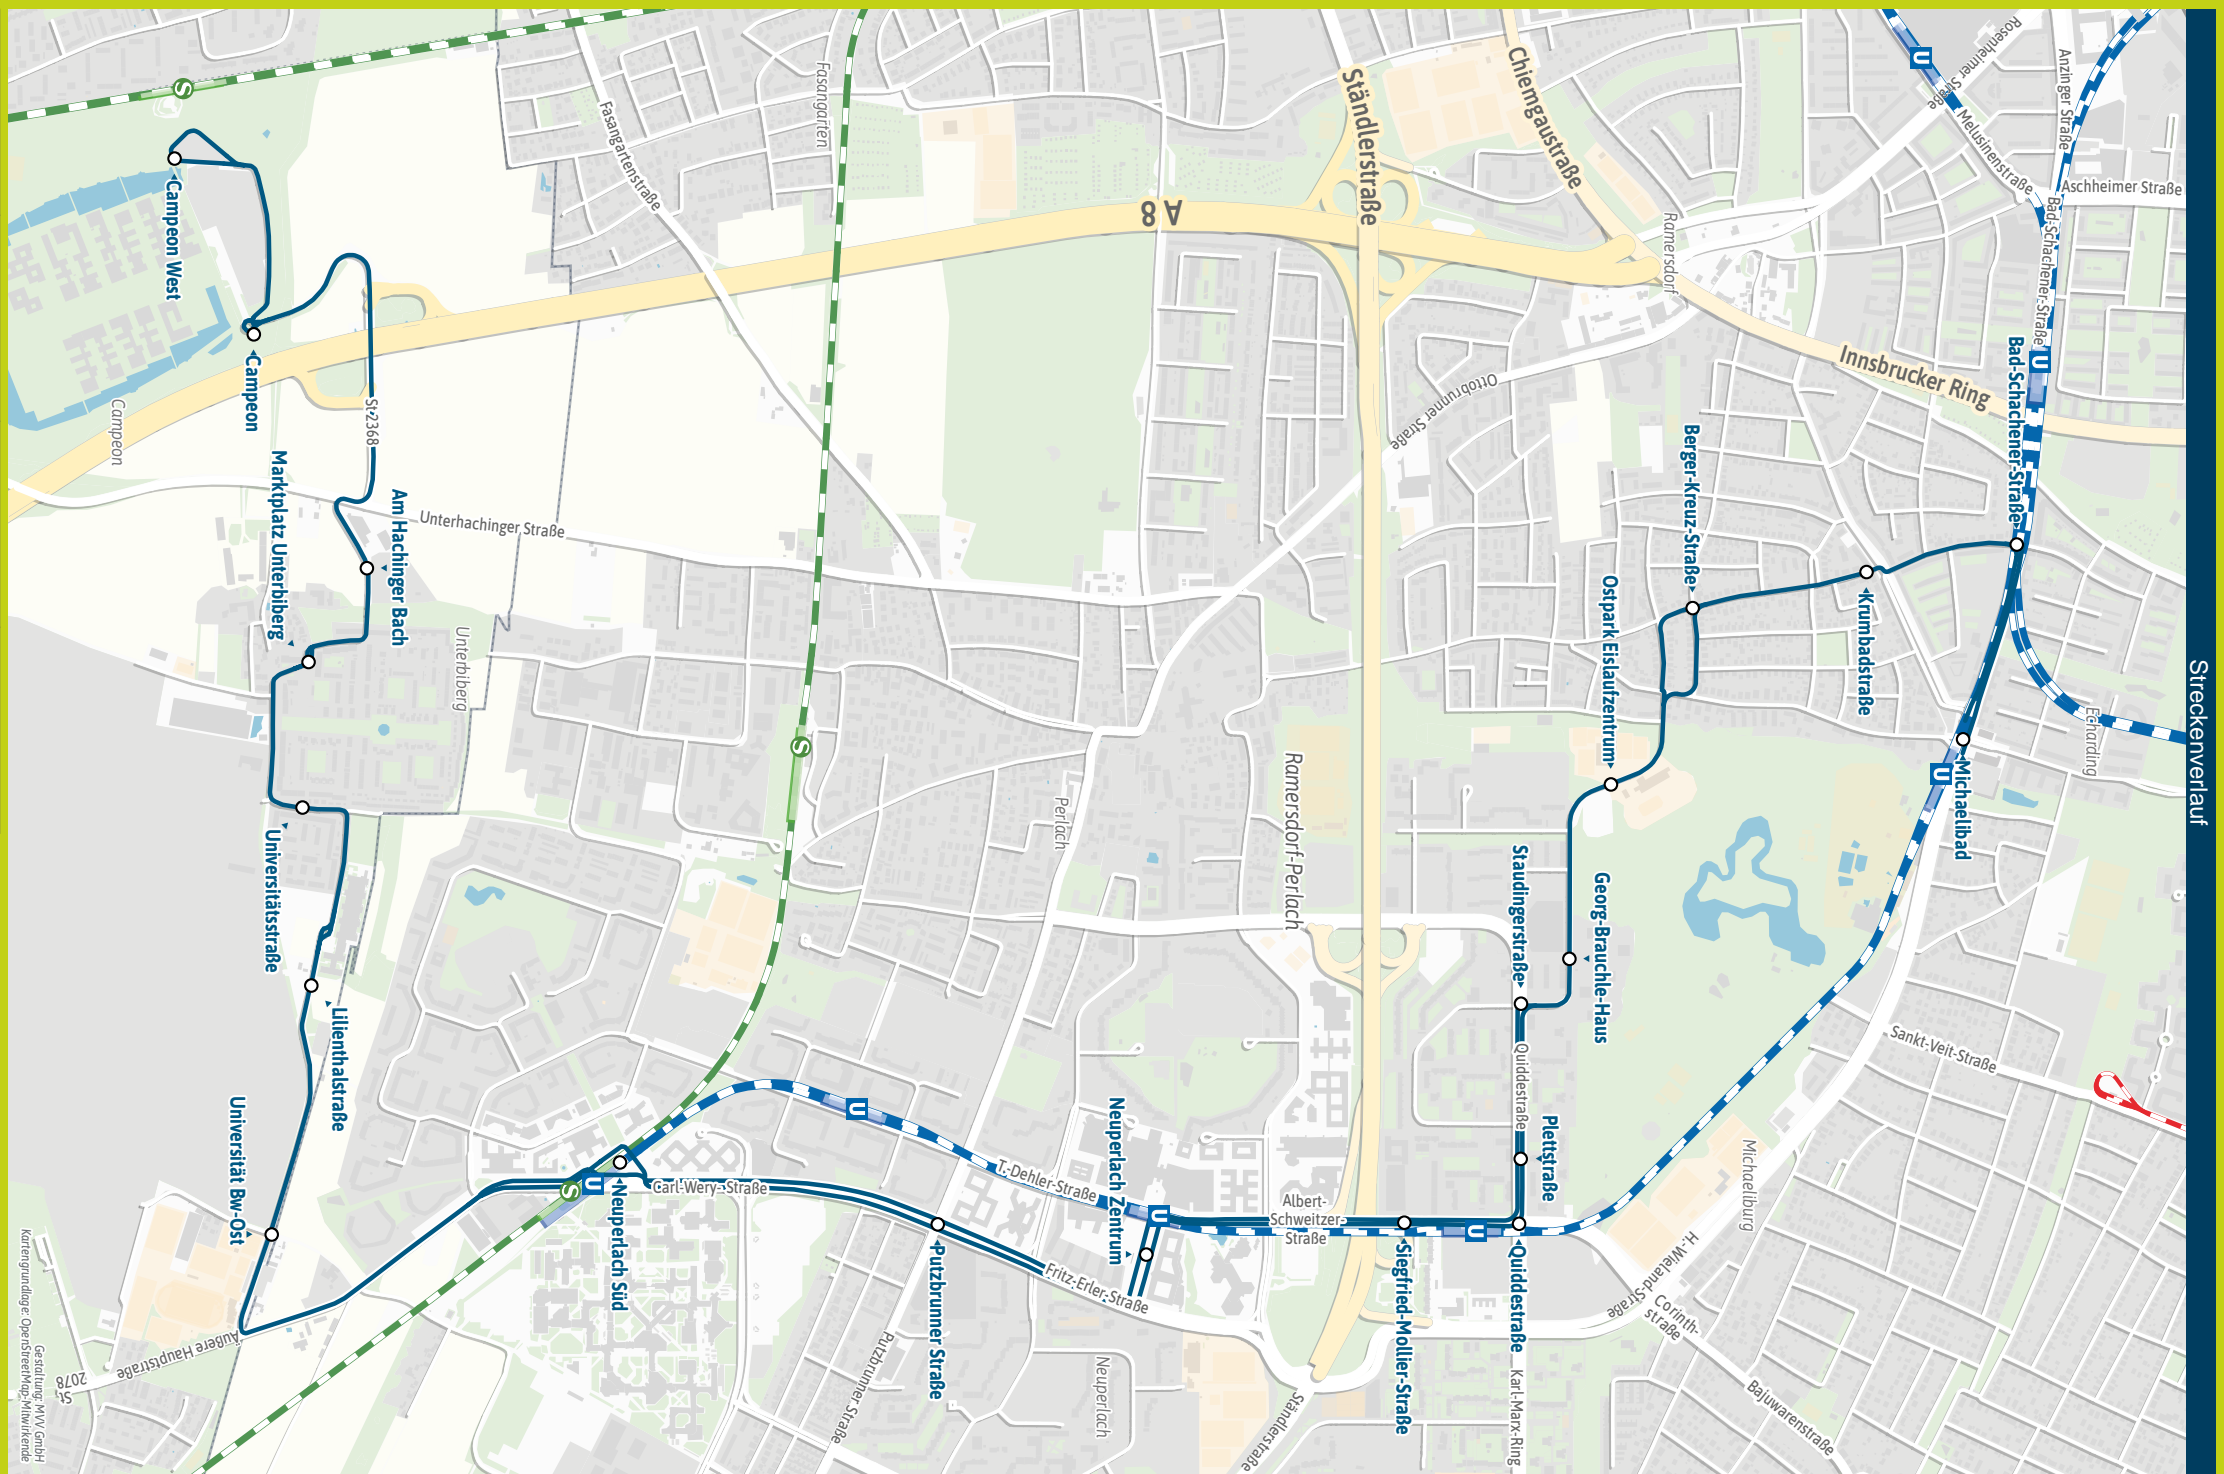 Streckenverlauf
Rosenheimer Straße
Anzinger Straße
Melusinenstraße
Aschheimer Straße
Bad-Schachener-Straße
U
U
Bad-Schachener-Straße
Innsbrucker Ring
Chiemgaustraße
Ständlerstraße
Ramersdorf
A 8
Fasangarten
Fasangartenstraße
S
Campeon West
Campeon
Campeon
St2368
Ottobrunner Straße
Berger-Kreuz-Straße
Krumbadstraße
Ostpark Eislaufzentrum
Michaelibad
U
Echarding
Marktplatz Unterbiberg
Am Hachinger Bach
Unterhachinger Straße
Unterbiberg
S
Perlach
Ramersdorf-Perlach
Staudingerstraße
Georg-Brauchle-Haus
Sankt-Veit-Straße
Universitätsstraße
Lilienthalstraße
Universität Bw-Ost
Quiddestraße
Plettstraße
Michaeliburg
U
Neuperlach Zentrum
T.-Dehler-Straße
Carl-Wery-Straße
U
S
Neuperlach Süd
U
Albert-
Schweitzer-
Straße
U
Putzbrunner Straße
Fritz-Erler-Straße
Siegfried-Mollier-Straße
Quiddestraße
H.-Wieland-Straße
Corinth-
straße
Bajuwarenstraße
Karl-Marx-Ring
Ständlerstraße
Neuperlach
Putzbrunner Straße
Äußere Hauptstraße
St
2078
Gestaltung: MVV GmbH
Kartengrundlage: OpenStreetMap-Mitwirkende